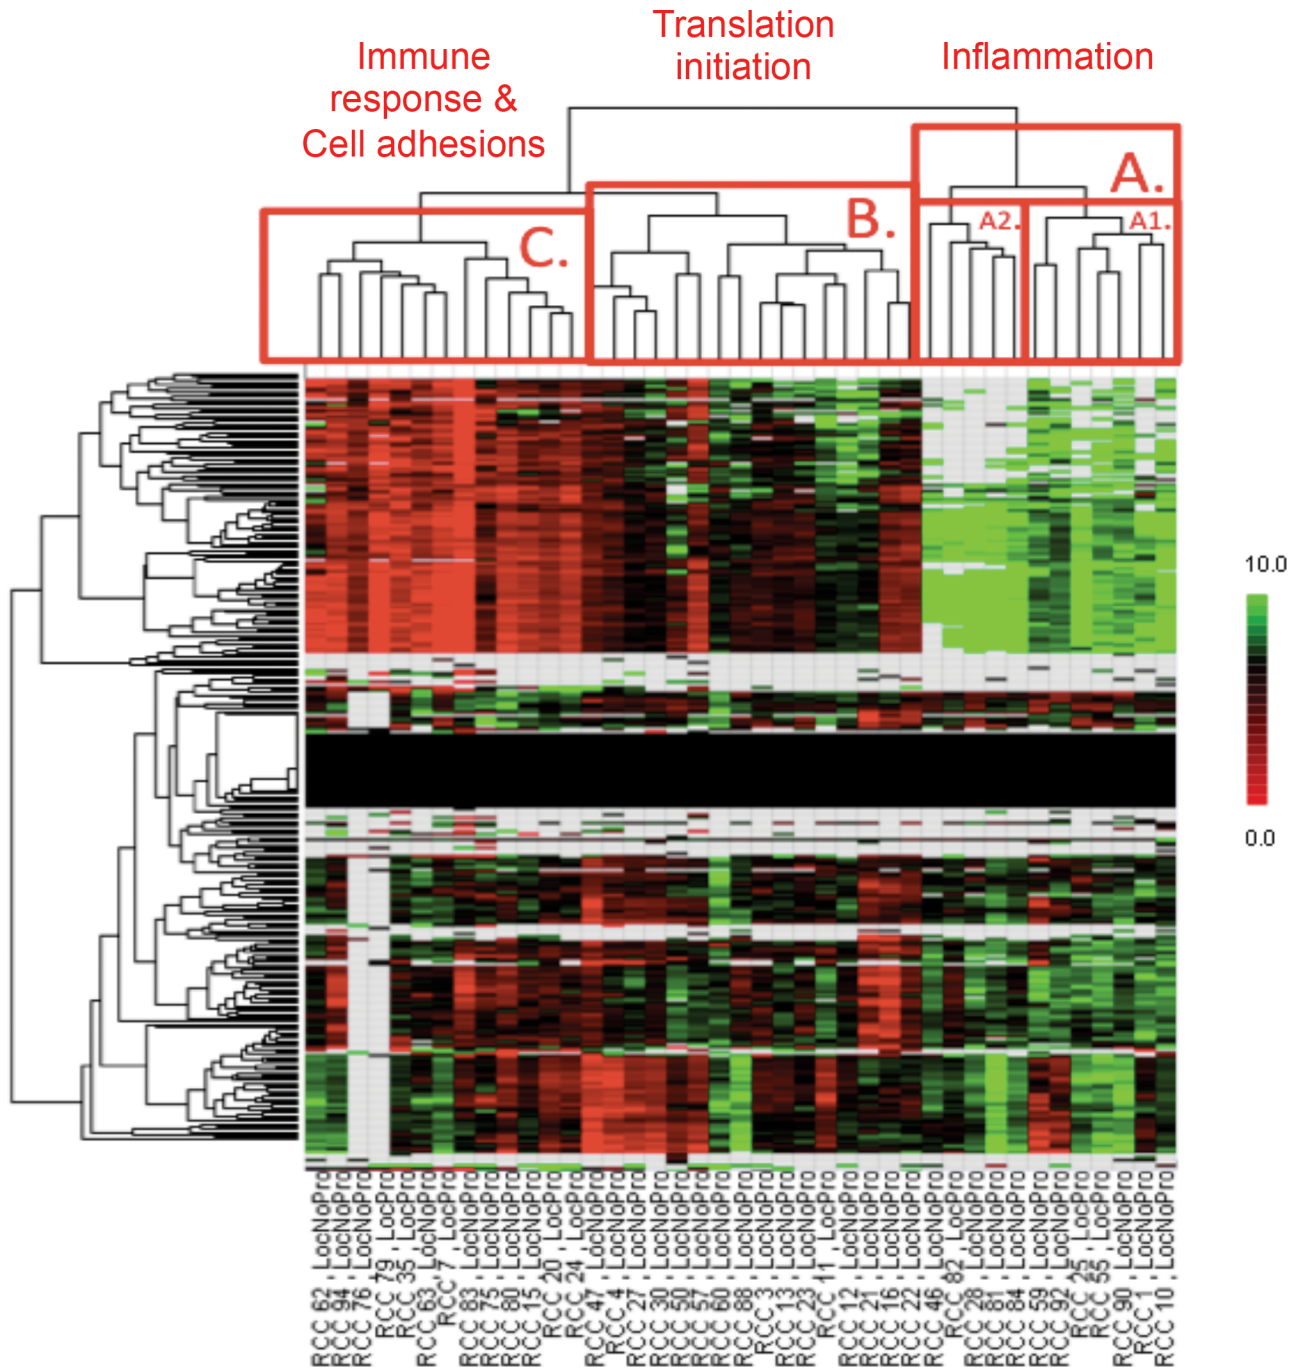 Immune
response &
Cell adhesions
Translation
initiation
Inflammation
A.
B.
C.
A2.
A1.
10.0
0.0
RCC 62 , LocNoPro
RCC 94 , LocNoPro
RCC 76 , LocNoPro
RCC 79 , LocPro
RCC 35 , LocPro
RCC 63 , LocNoPro
RCC 7 , LocPro
RCC 83 , LocNoPro
RCC 75 , LocNoPro
RCC 80 , LocNoPro
RCC 15 , LocNoPro
RCC 20 , LocPro
RCC 24 , LocPro
RCC 47 , LocNoPro
RCC 4 , LocNoPro
RCC 27 , LocNoPro
RCC 30 , LocNoPro
RCC 50 , LocNoPro
RCC 57 , LocNoPro
RCC 60 , LocNoPro
RCC 88 , LocNoPro
RCC 3 , LocNoPro
RCC 13 , LocNoPro
RCC 23 , LocNoPro
RCC 11 , LocPro
RCC 12 , LocNoPro
RCC 21 , LocNoPro
RCC 16 , LocNoPro
RCC 22 , LocNoPro
RCC 46 , LocNoPro
RCC 82 , LocPro
RCC 28 , LocNoPro
RCC 81 , LocNoPro
RCC 84 , LocNoPro
RCC 59 , LocNoPro
RCC 92 , LocNoPro
RCC 25 , LocPro
RCC 55 , LocPro
RCC 90 , LocNoPro
RCC 1 , LocNoPro
RCC 10 , LocNoPro